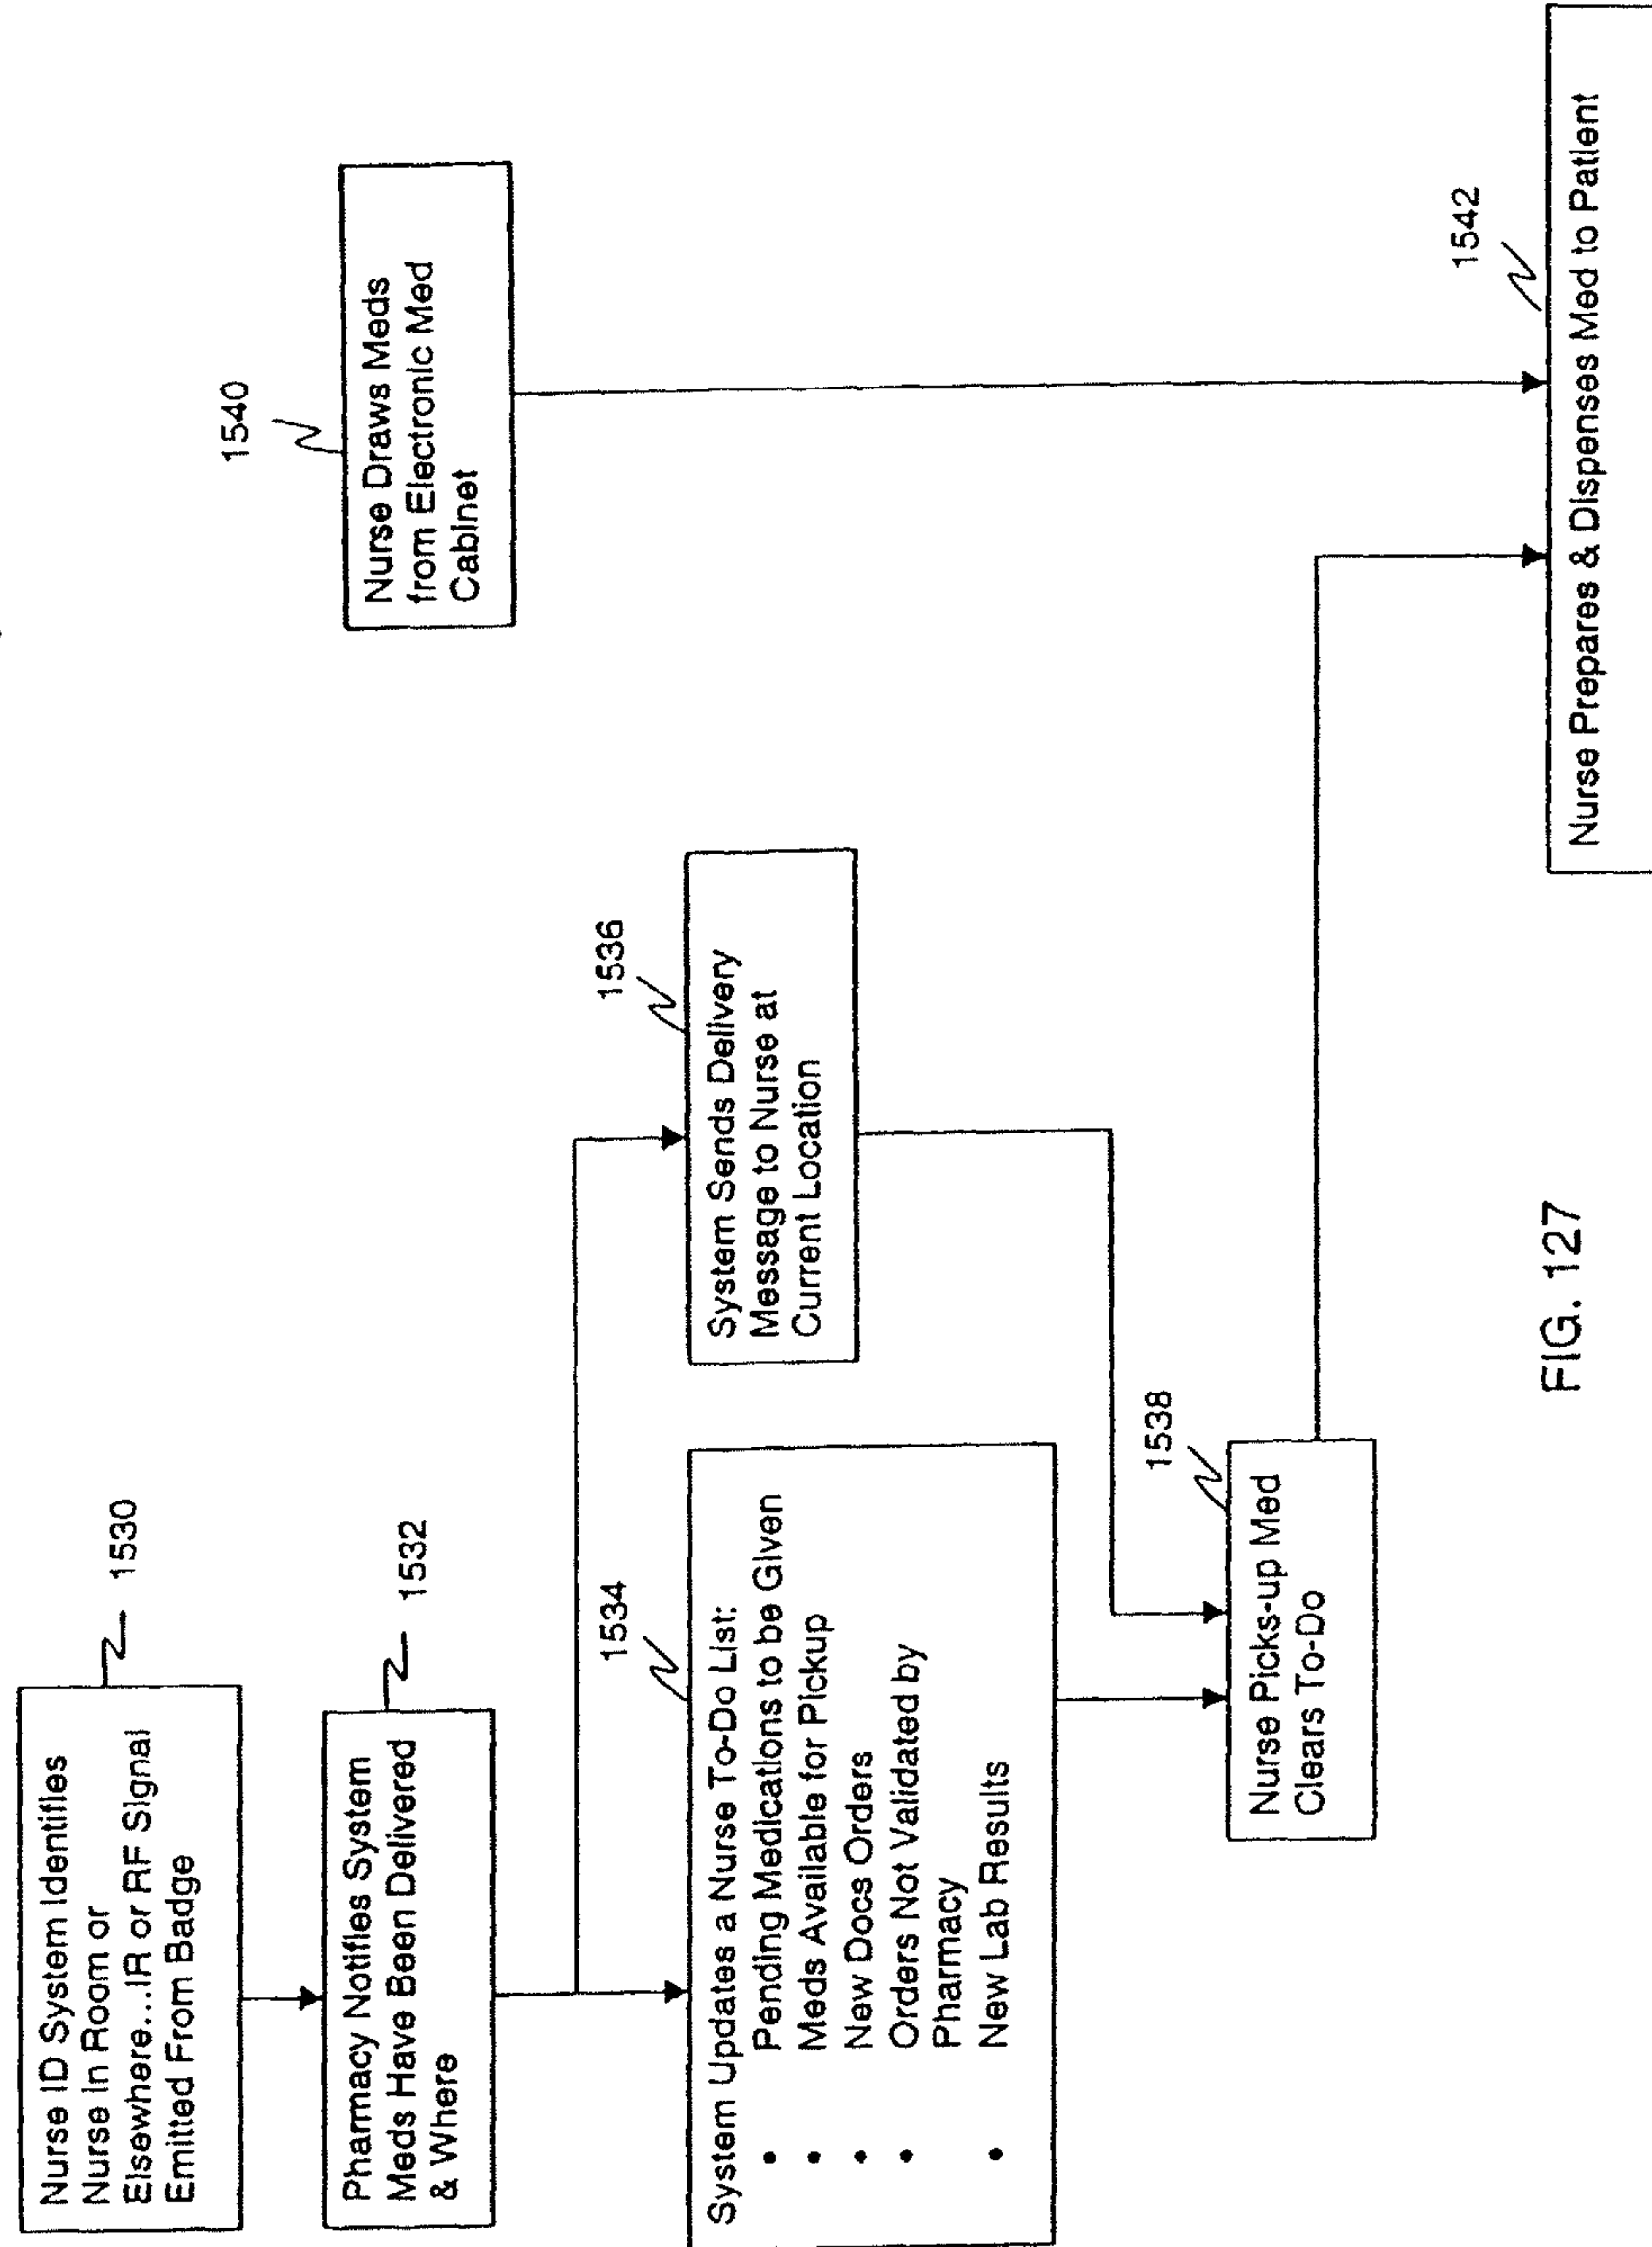 Nurse ID System Identifies
Nurse in Room or
Elsewhere...IR or RF Signal
Emitted From Badge
1530
Pharmacy Notifies System
Meds Have Been Delivered
& Where
1532
1534
System Updates a Nurse To-Do List:
• Pending Medications to be Given
• Meds Available for Pickup
• New Docs Orders
• Orders Not Validated by
Pharmacy
• New Lab Results
1536
System Sends Delivery
Message to Nurse at
Current Location
1538
Nurse Picks-up Med
Clears To-Do
1540
Nurse Draws Meds
from Electronic Med
Cabinet
1542
Nurse Prepares & Dispenses Med to Patient
FIG. 127